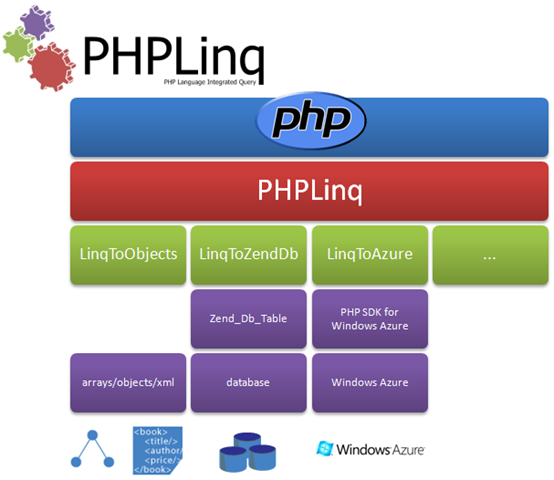 PHPLinq
PHP Language Integrated Query
php
PHPLinq
LinqToObjects
LinqToZendDb
LinqToAzure
...
Zend_Db_Table
PHP SDK for
Windows Azure
arrays/objects/xml
database
Windows Azure
<book>
<title/>
<author/
<price/>
</book>
Windows Azure